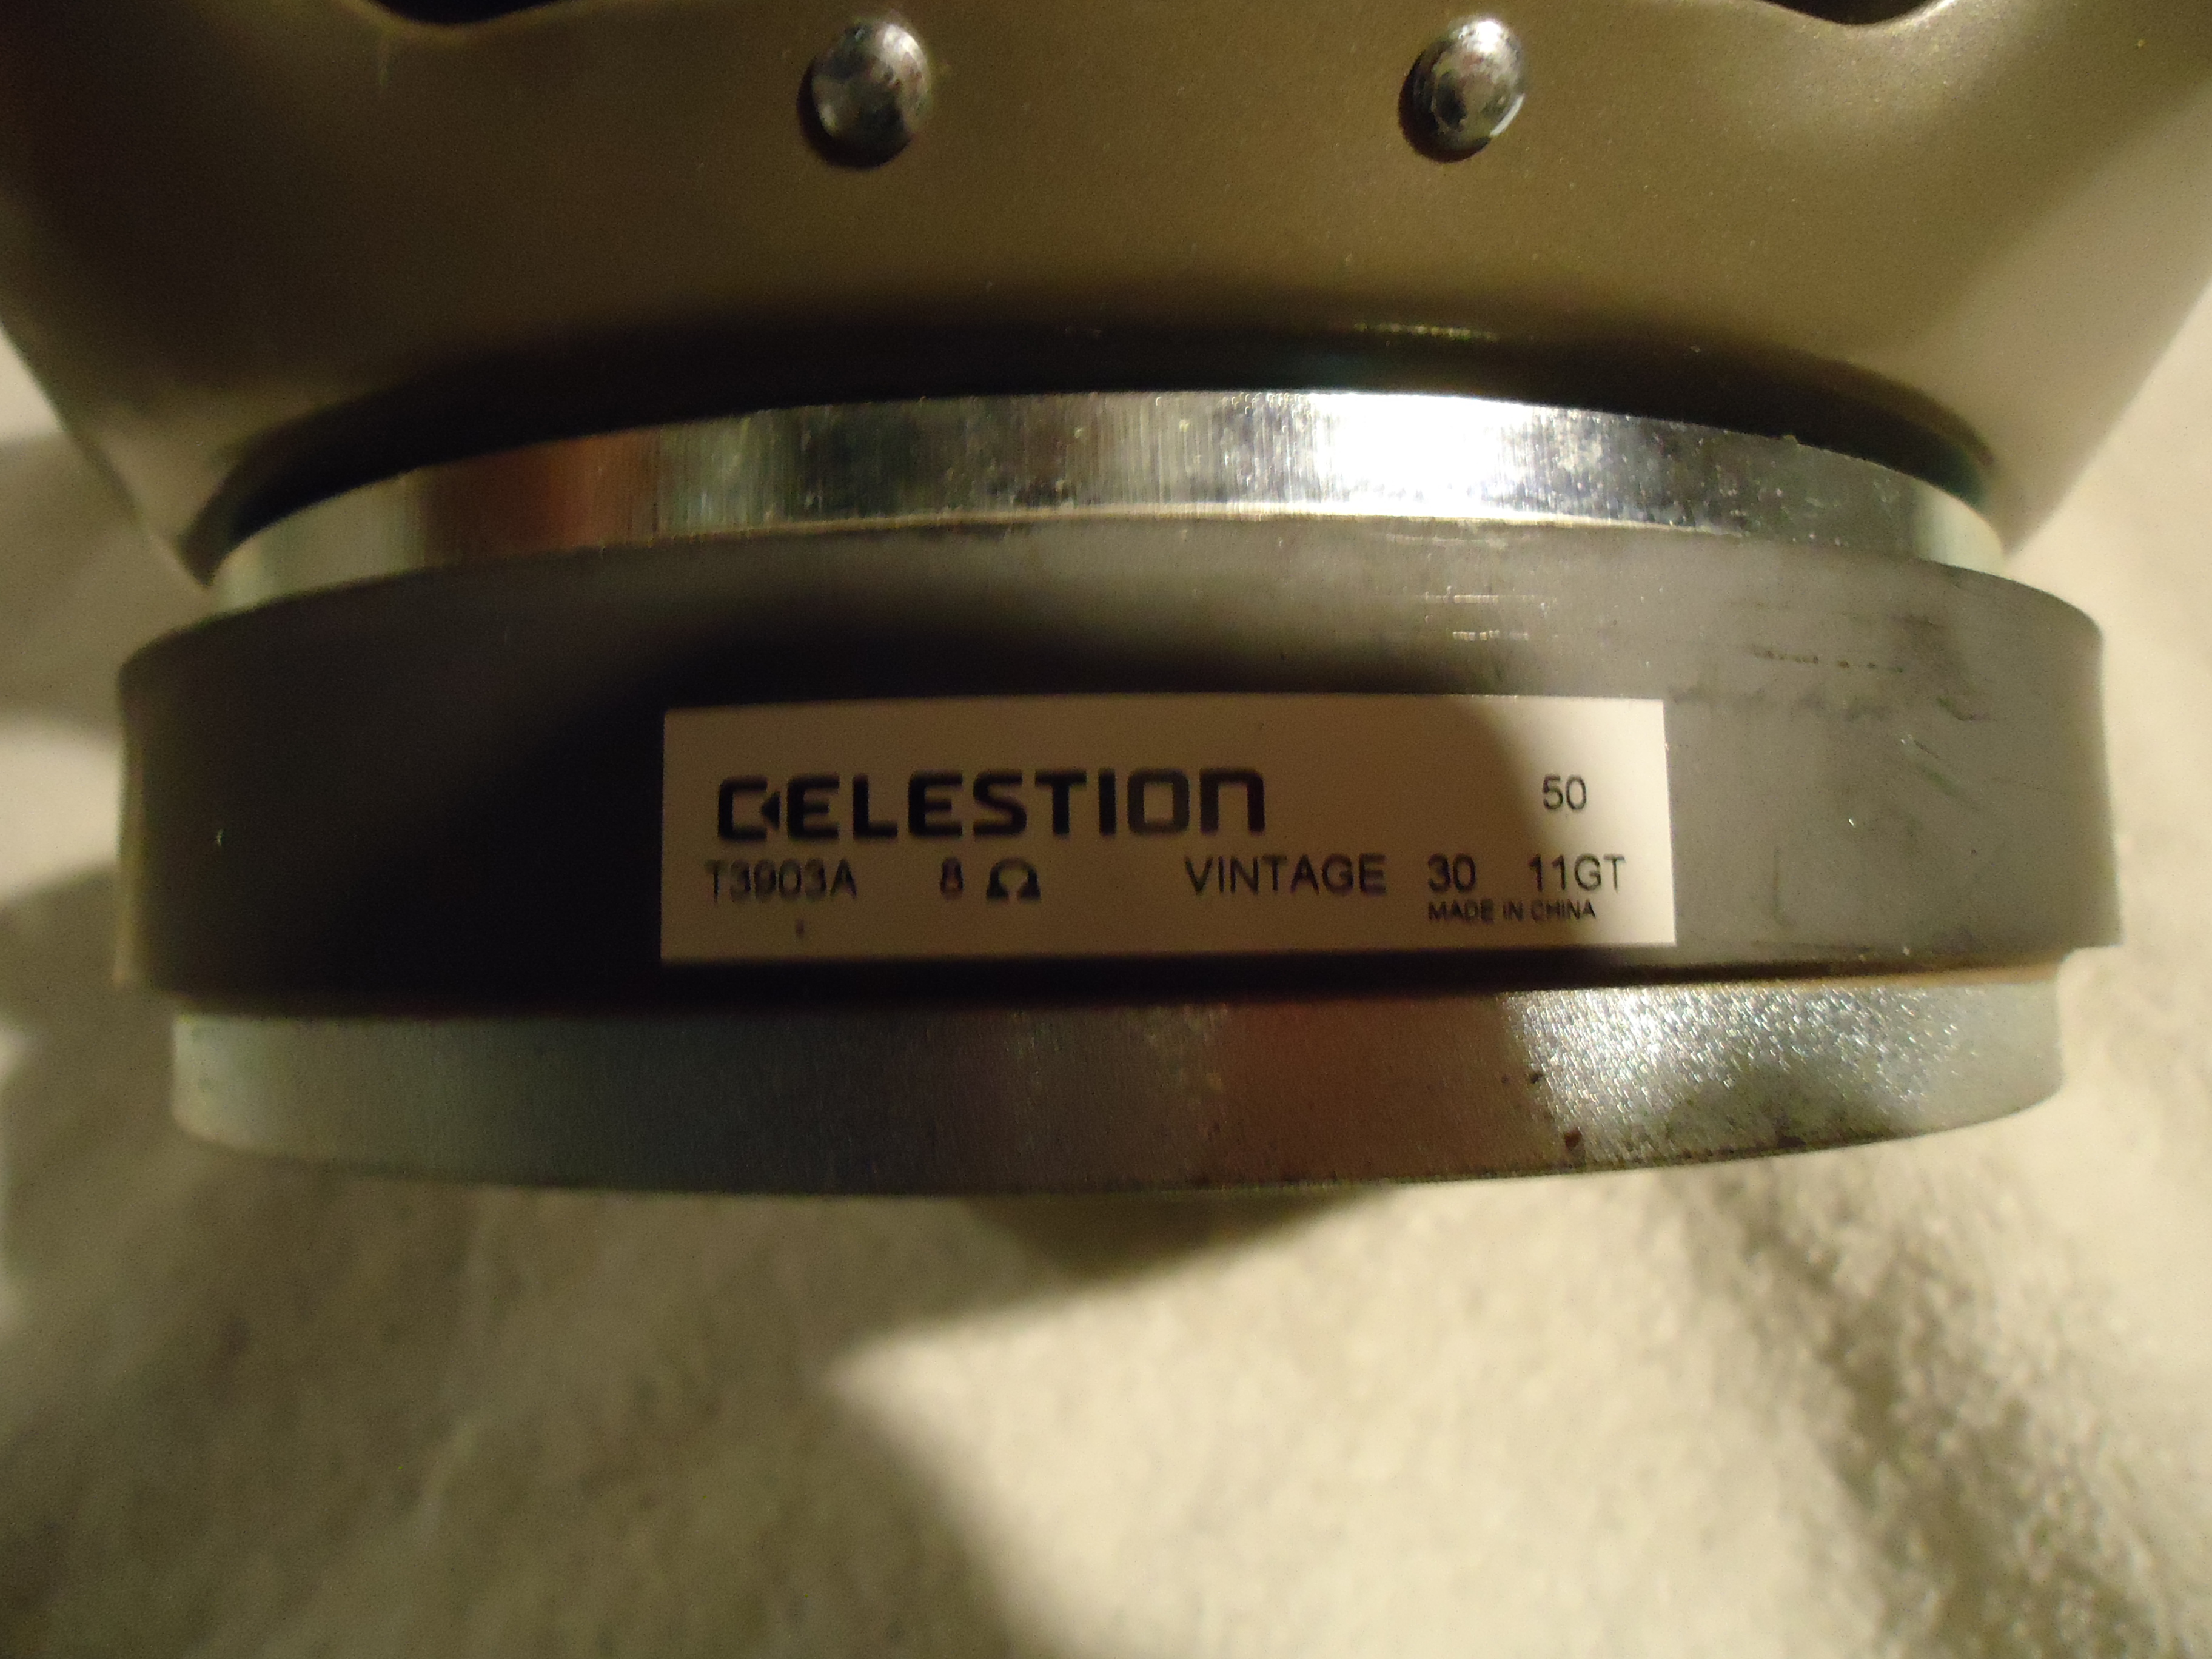 CELESTION 50
T3903A 8 Ω VINTAGE 30 11GT
MADE IN CHINA